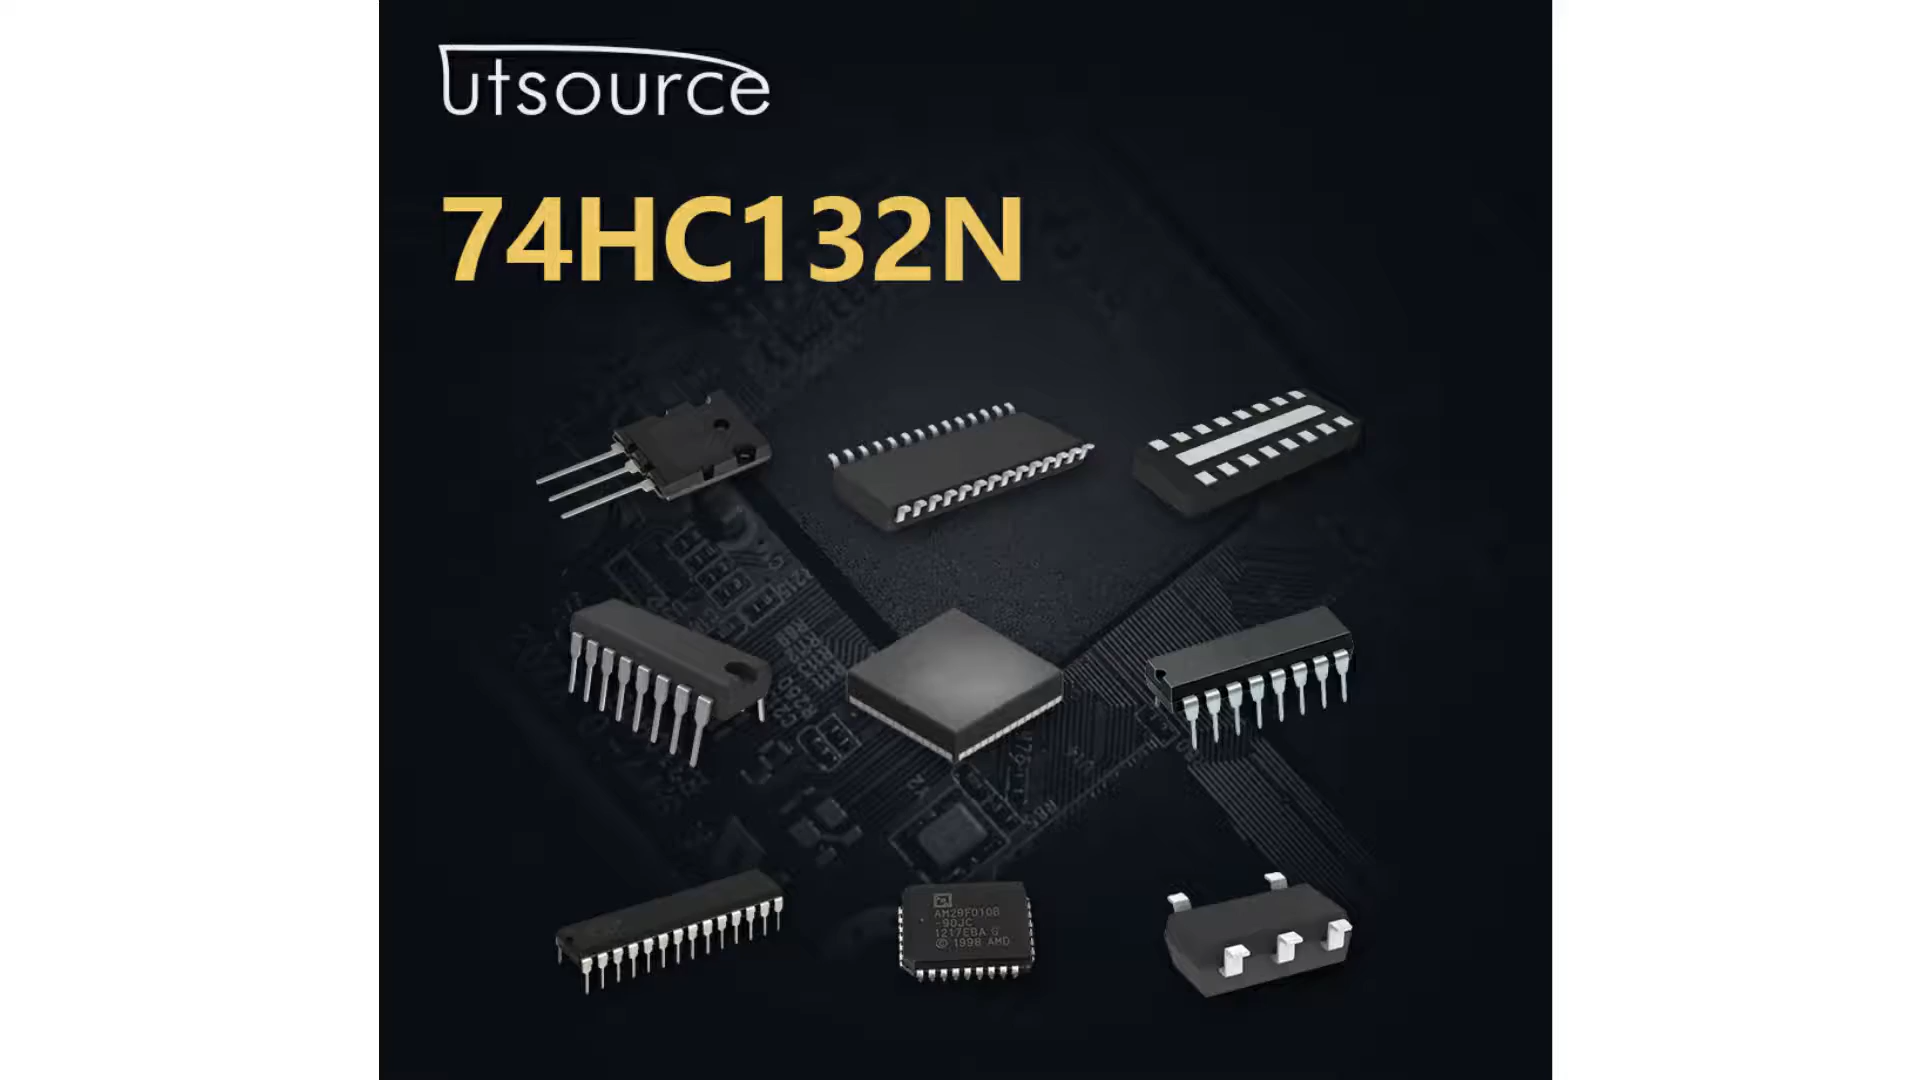 utsource
74HC132N
AM29F010B
-90JC
1217EBA G
© 1998 AMD